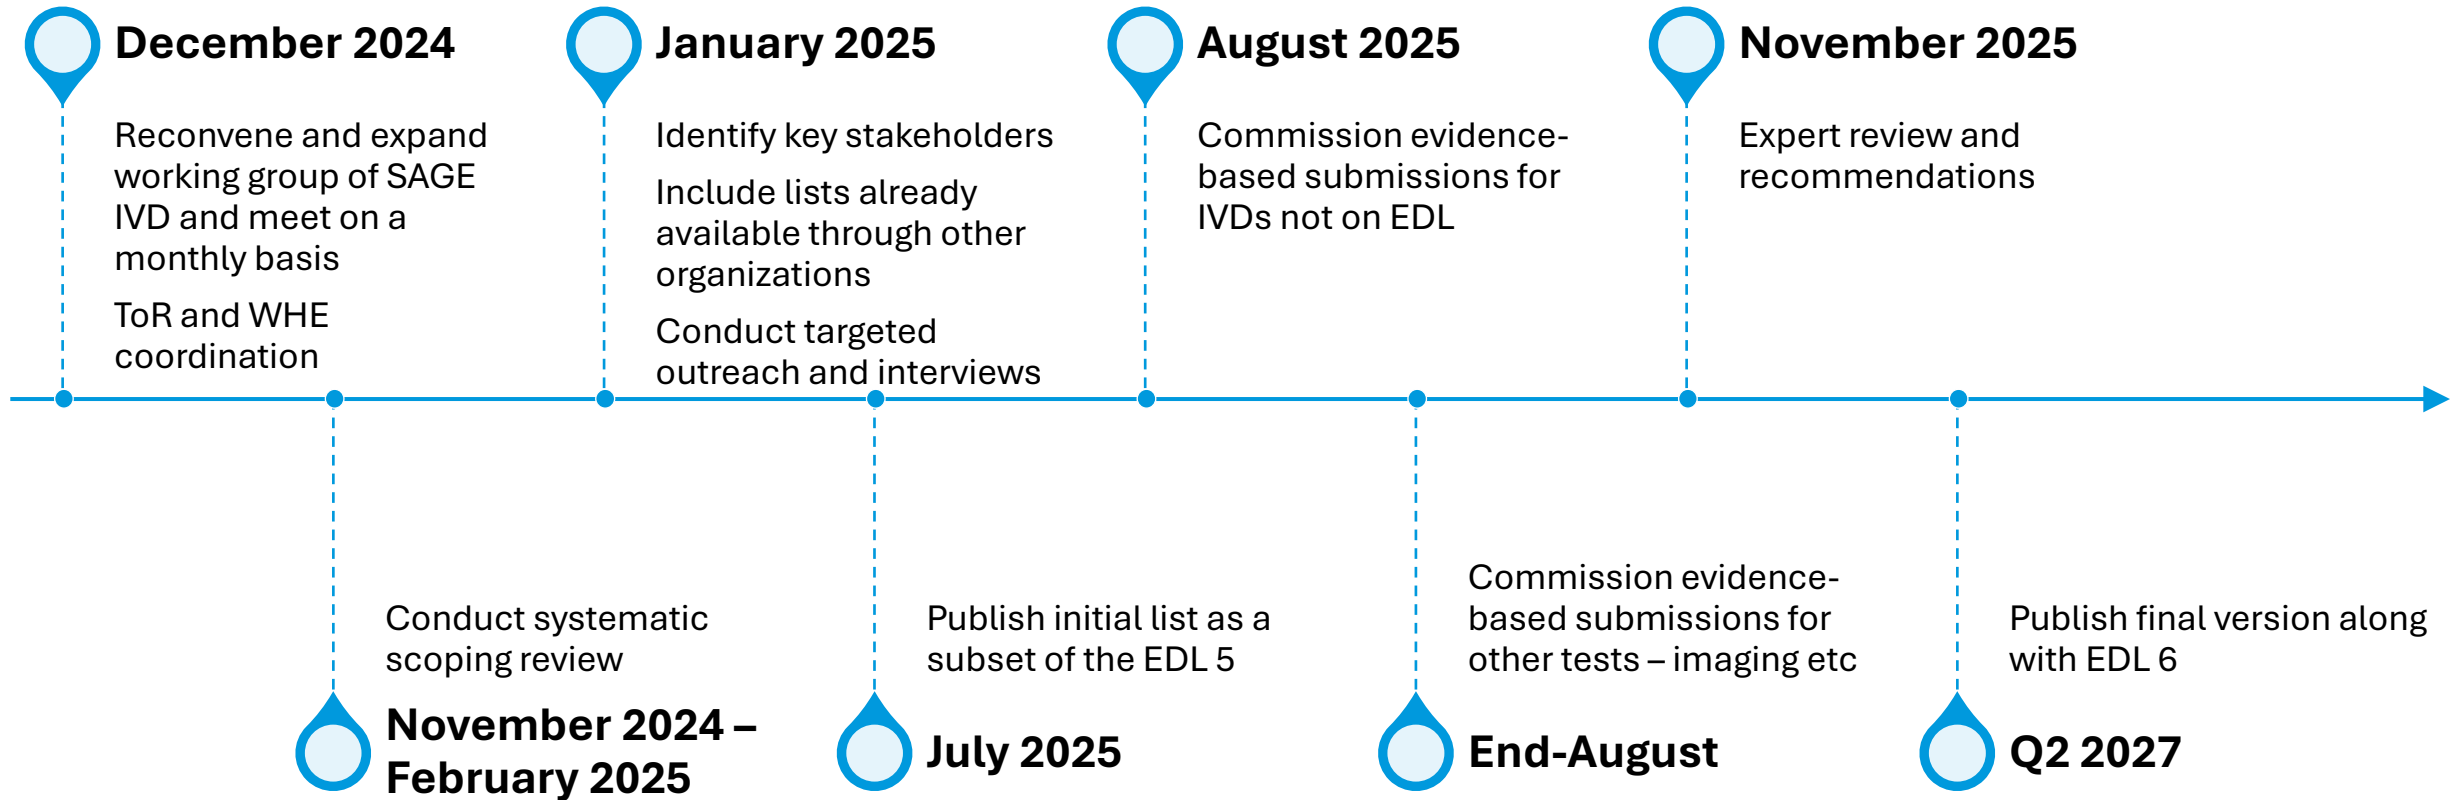 December 2024
Reconvene and expand
working group of SAGE
IVD and meet on a
monthly basis
ToR and WHE
coordination
Conduct systematic
scoping review
November 2024 –
February 2025
January 2025
Identify key stakeholders
Include lists already
available through other
organizations
Conduct targeted
outreach and interviews
Publish initial list as a
subset of the EDL 5
July 2025
August 2025
Commission evidence-
based submissions for
IVDs not on EDL
Commission evidence-
based submissions for
other tests – imaging etc
End-August
November 2025
Expert review and
recommendations
Publish final version along
with EDL 6
Q2 2027